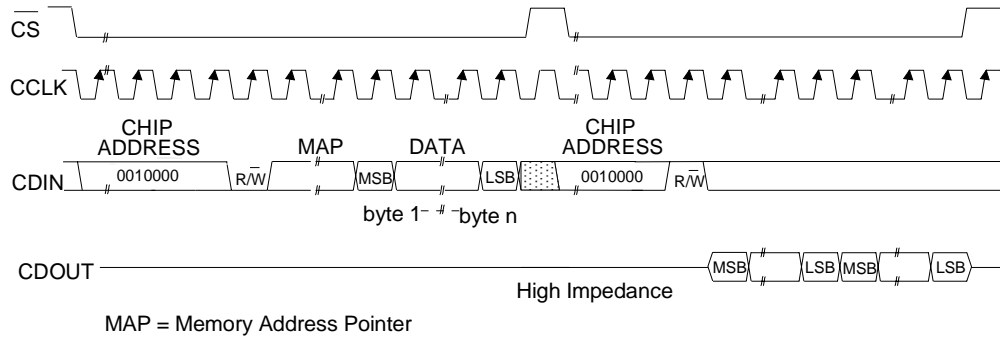 CS
CCLK
CHIP ADDRESS
MAP
DATA
CHIP ADDRESS
CDIN
0010000
R/W
MSB
LSB
0010000
R/W
byte 1
byte n
CDOUT
MSB
LSB
MSB
LSB
High Impedance
MAP = Memory Address Pointer